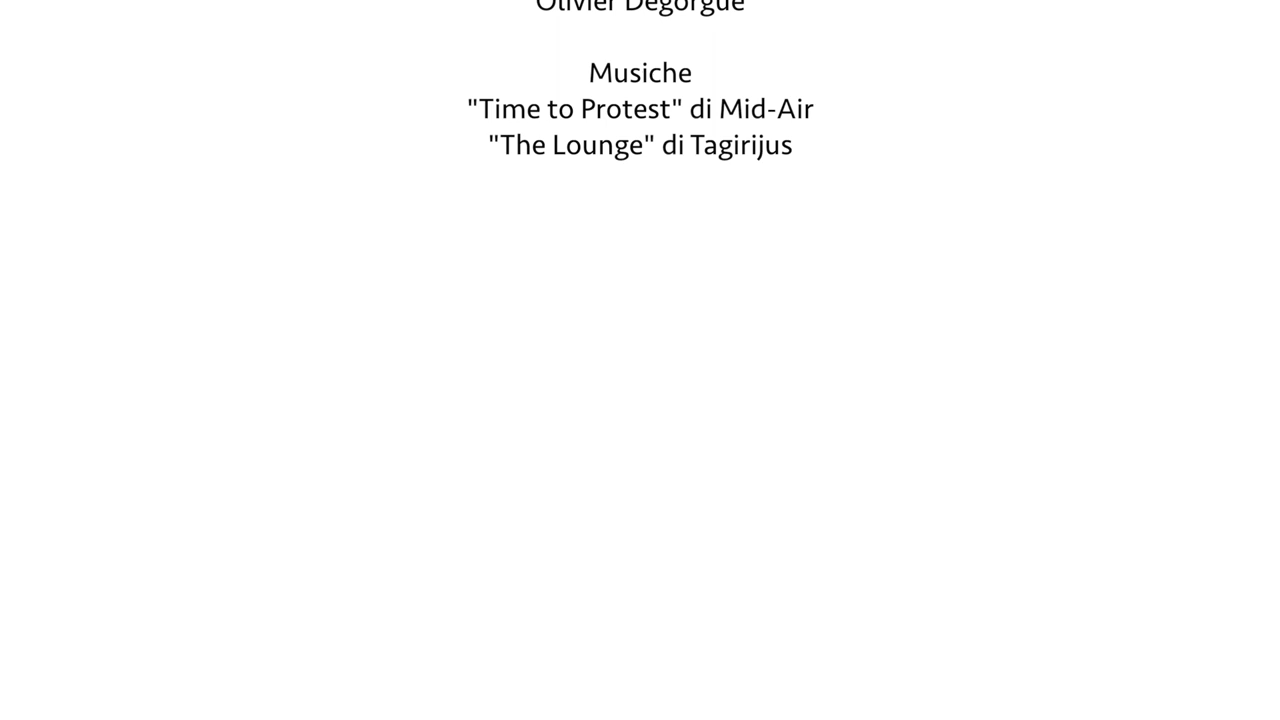 Olivier Degorgue
Musiche
"Time to Protest" di Mid-Air
"The Lounge" di Tagirijus